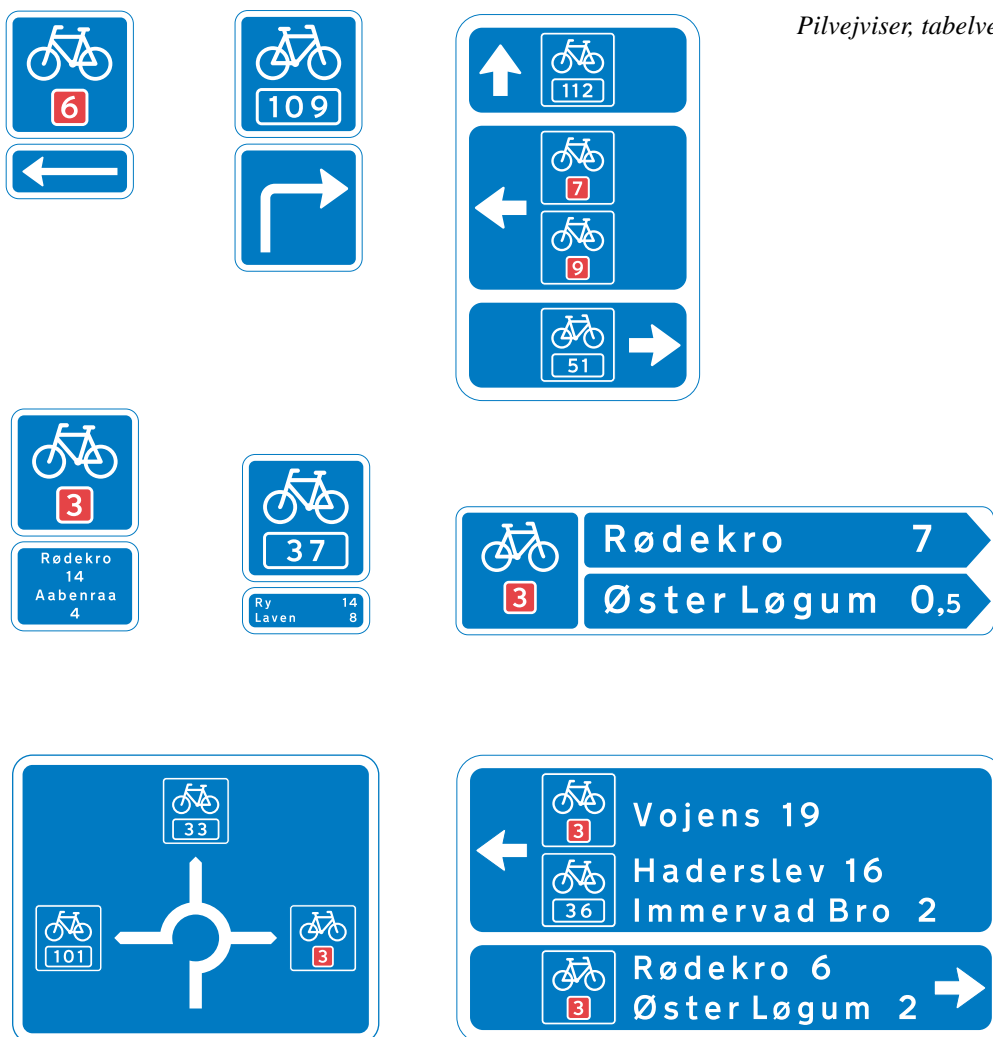 Pilvejviser, tabelve
6
109
112
7
9
51
3
Rødekro
14
Aabenraa
4
37
Ry 14
Laven 8
3
Rødekro 7
Øster Løgum 0,5
33
101
3
3
Vojens 19
36
Haderslev 16
Immervad Bro 2
3
Rødekro 6
Øster Løgum 2